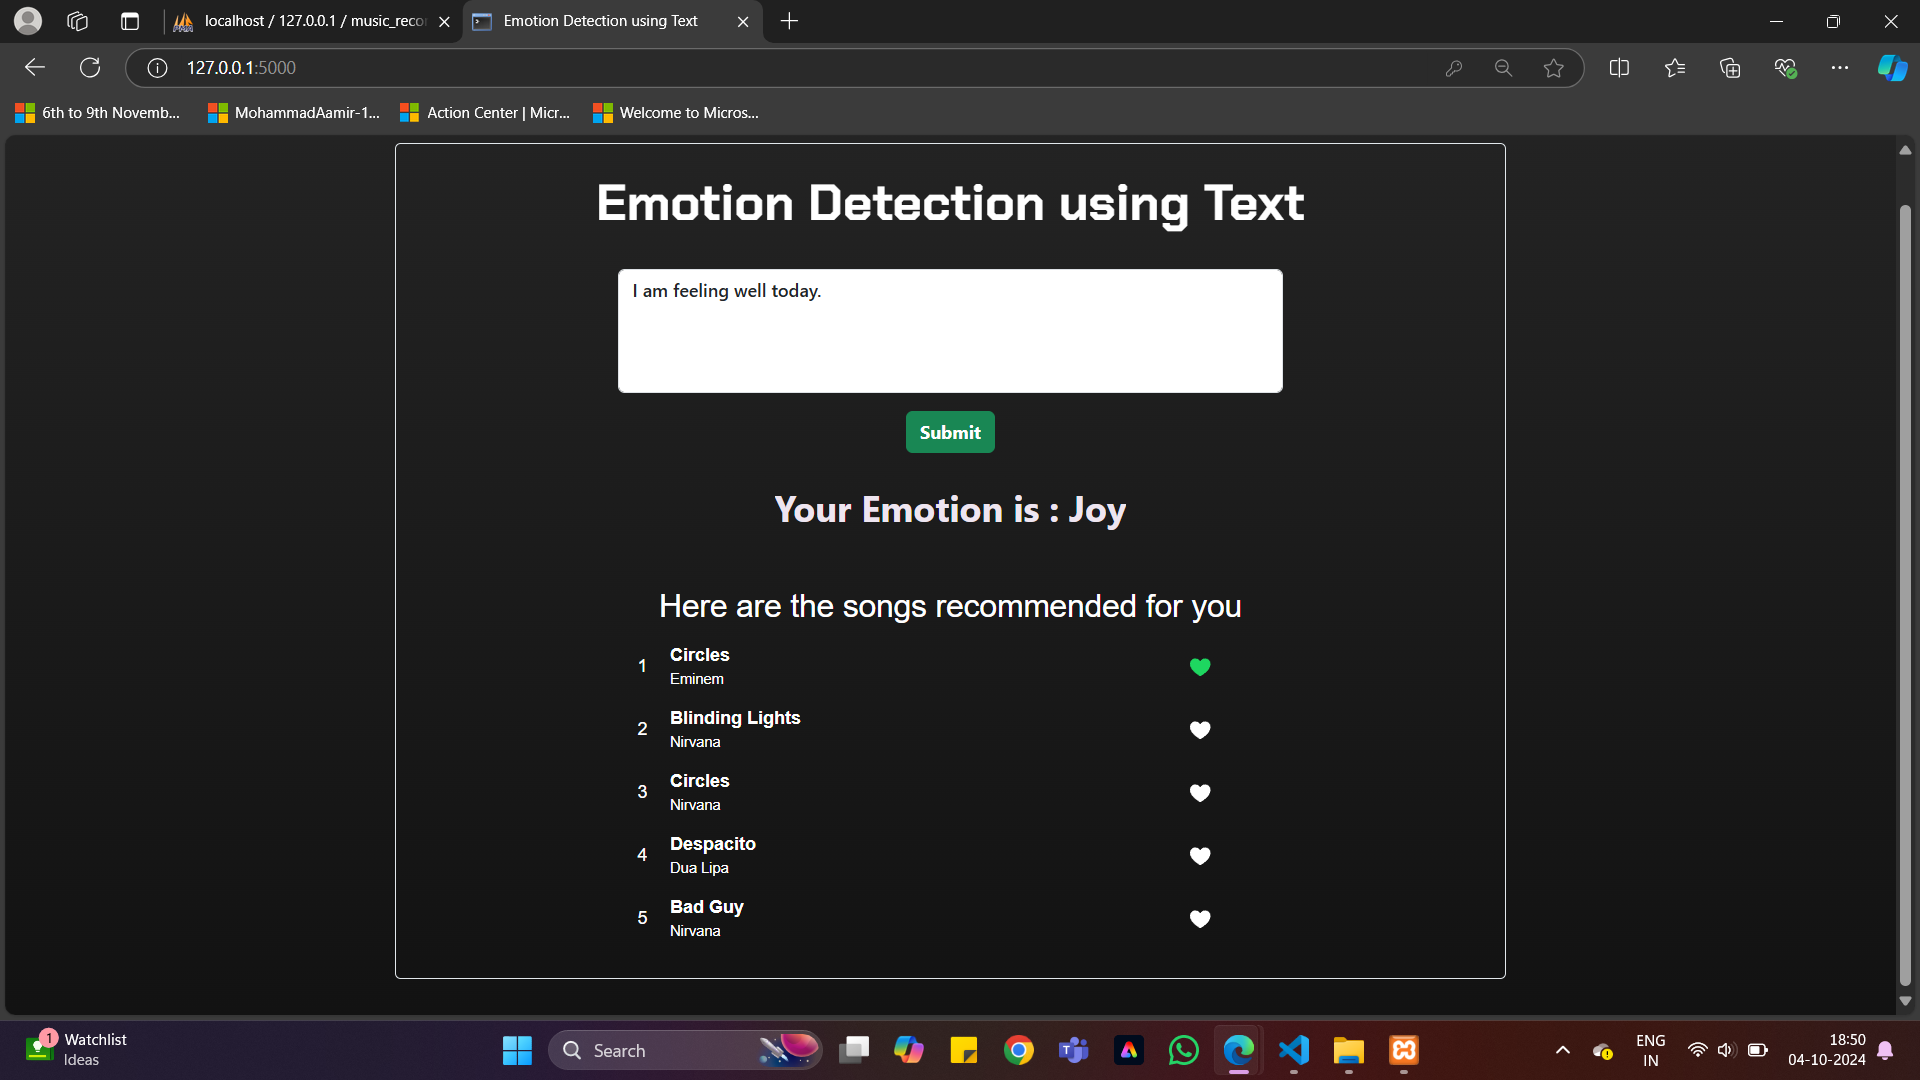 localhost / 127.0.0.1 / music_reco
Emotion Detection using Text
127.0.0.1:5000
6th to 9th Novemb...
MohammadAamir-1...
Action Center | Micr...
Welcome to Micros...
Emotion Detection using Text
I am feeling well today.
Submit
Your Emotion is : Joy
Here are the songs recommended for you
1
Circles
Eminem
2
Blinding Lights
Nirvana
3
Circles
Nirvana
4
Despacito
Dua Lipa
5
Bad Guy
Nirvana
1
Watchlist
Ideas
Search
ENG
IN
18:50
04-10-2024